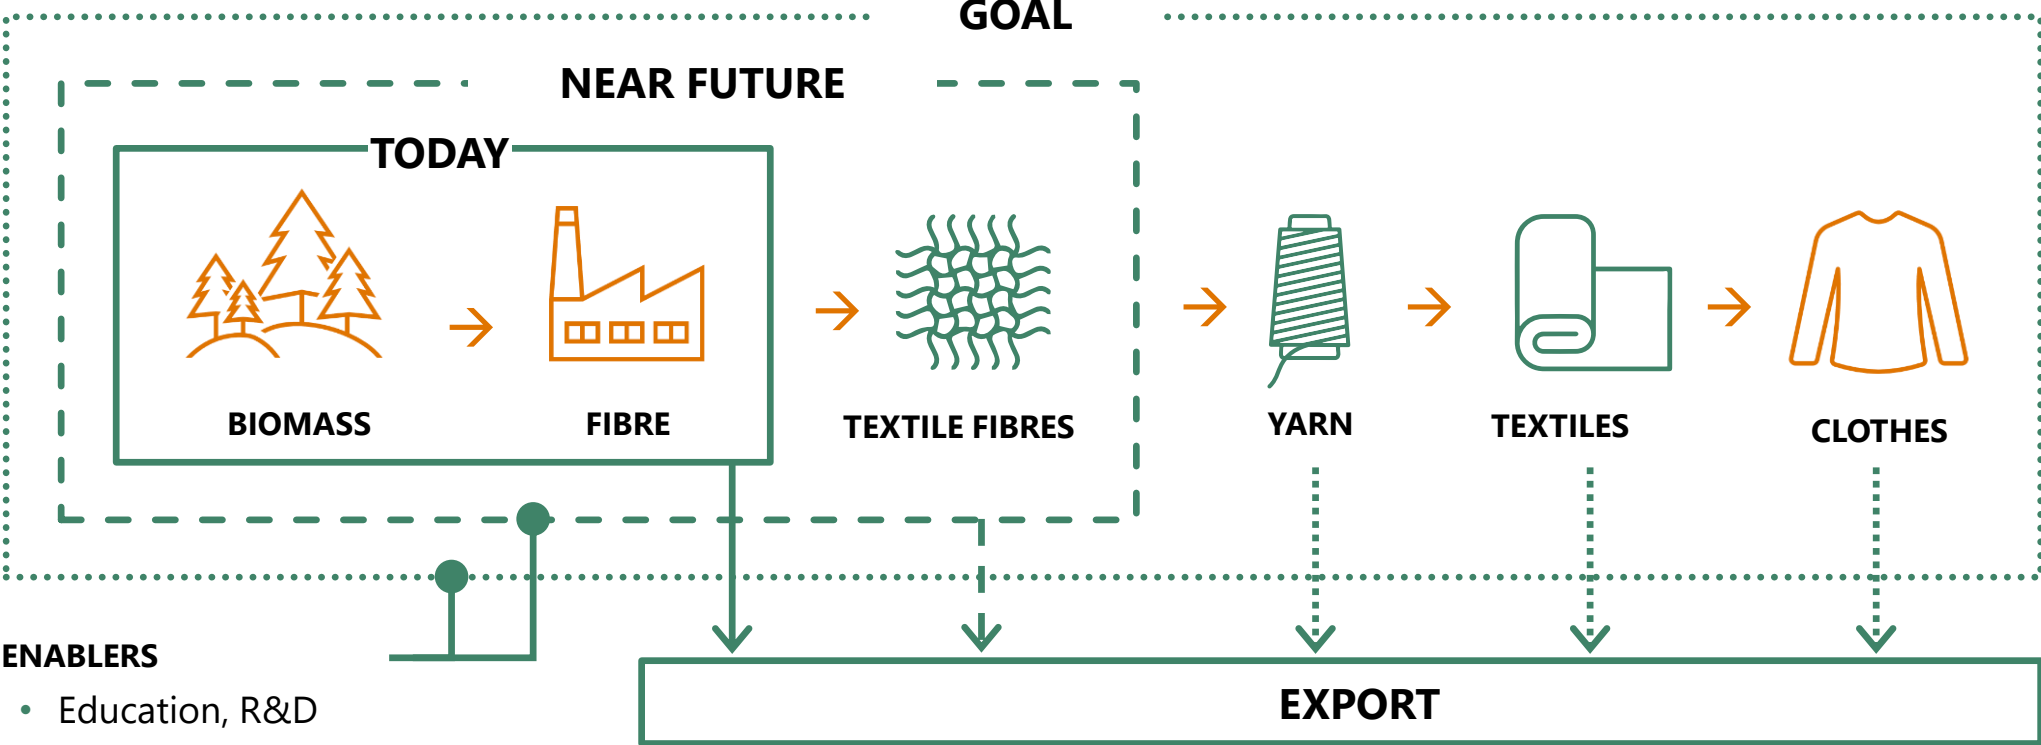 GOAL
NEAR FUTURE
TODAY
BIOMASS
FIBRE
TEXTILE FIBRES
YARN
TEXTILES
CLOTHES
ENABLERS
• Education, R&D
EXPORT